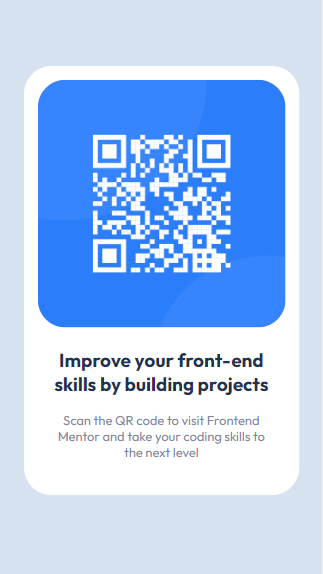 Improve your front-end
skills by building projects
Scan the QR code to visit Frontend
Mentor and take your coding skills to
the next level